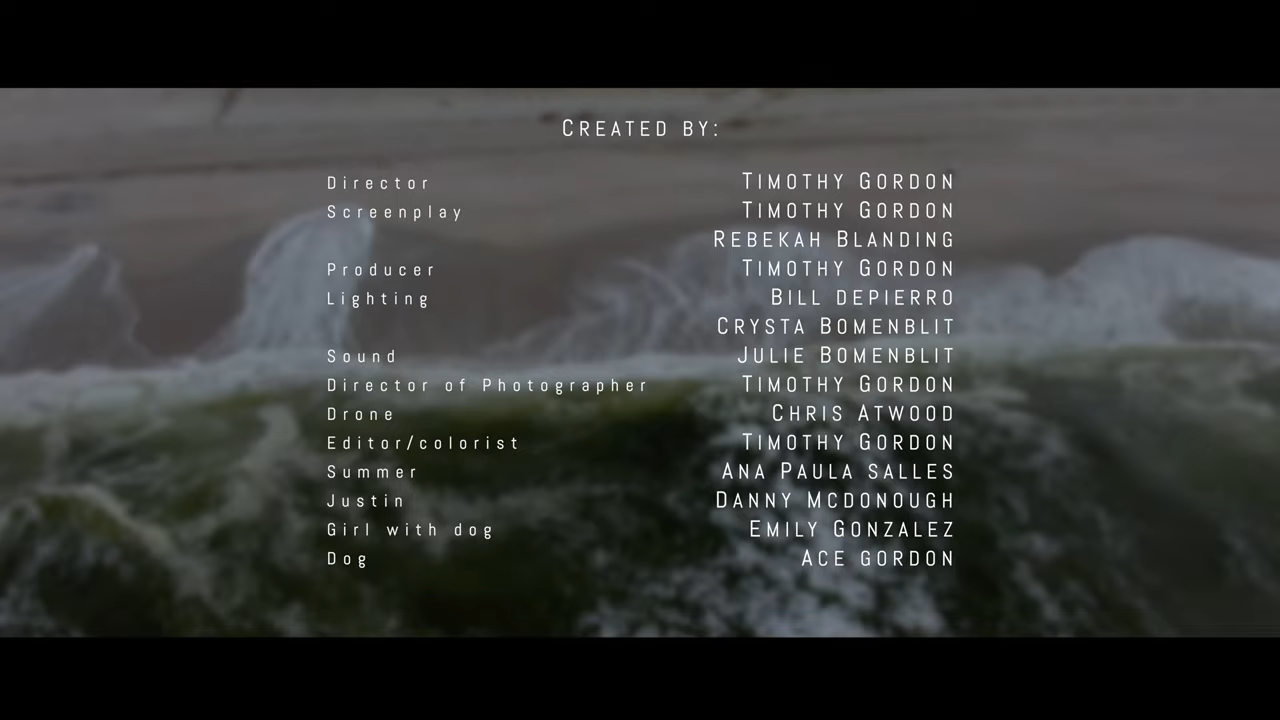 CREATED BY:
Director TIMOTHY GORDON
Screenplay TIMOTHY GORDON
REBEKAH BLANDING
Producer TIMOTHY GORDON
Lighting BILL DEPIERRO
CRYSTA BOMENBLIT
Sound JULIE BOMENBLIT
Director of Photographer TIMOTHY GORDON
Drone CHRIS ATWOOD
Editor/colorist TIMOTHY GORDON
Summer ANA PAULA SALLES
Justin DANNY MCDONOUGH
Girl with dog EMILY GONZALEZ
Dog ACE GORDON